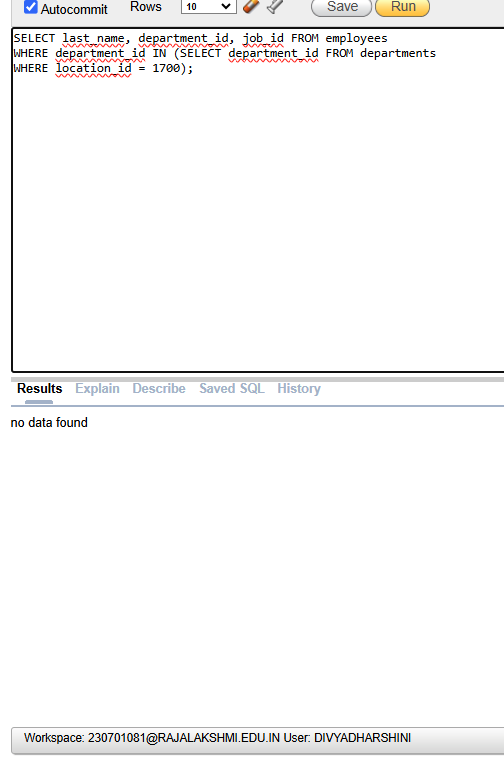 Autocommit Rows 10 Save Run
SELECT last_name, department_id, job_id FROM employees
WHERE department_id IN (SELECT department_id FROM departments
WHERE location_id = 1700);
Results Explain Describe Saved SQL History
no data found
Workspace: 230701081@RAJALAKSHMI.EDU.IN User: DIVYADHARSHINI